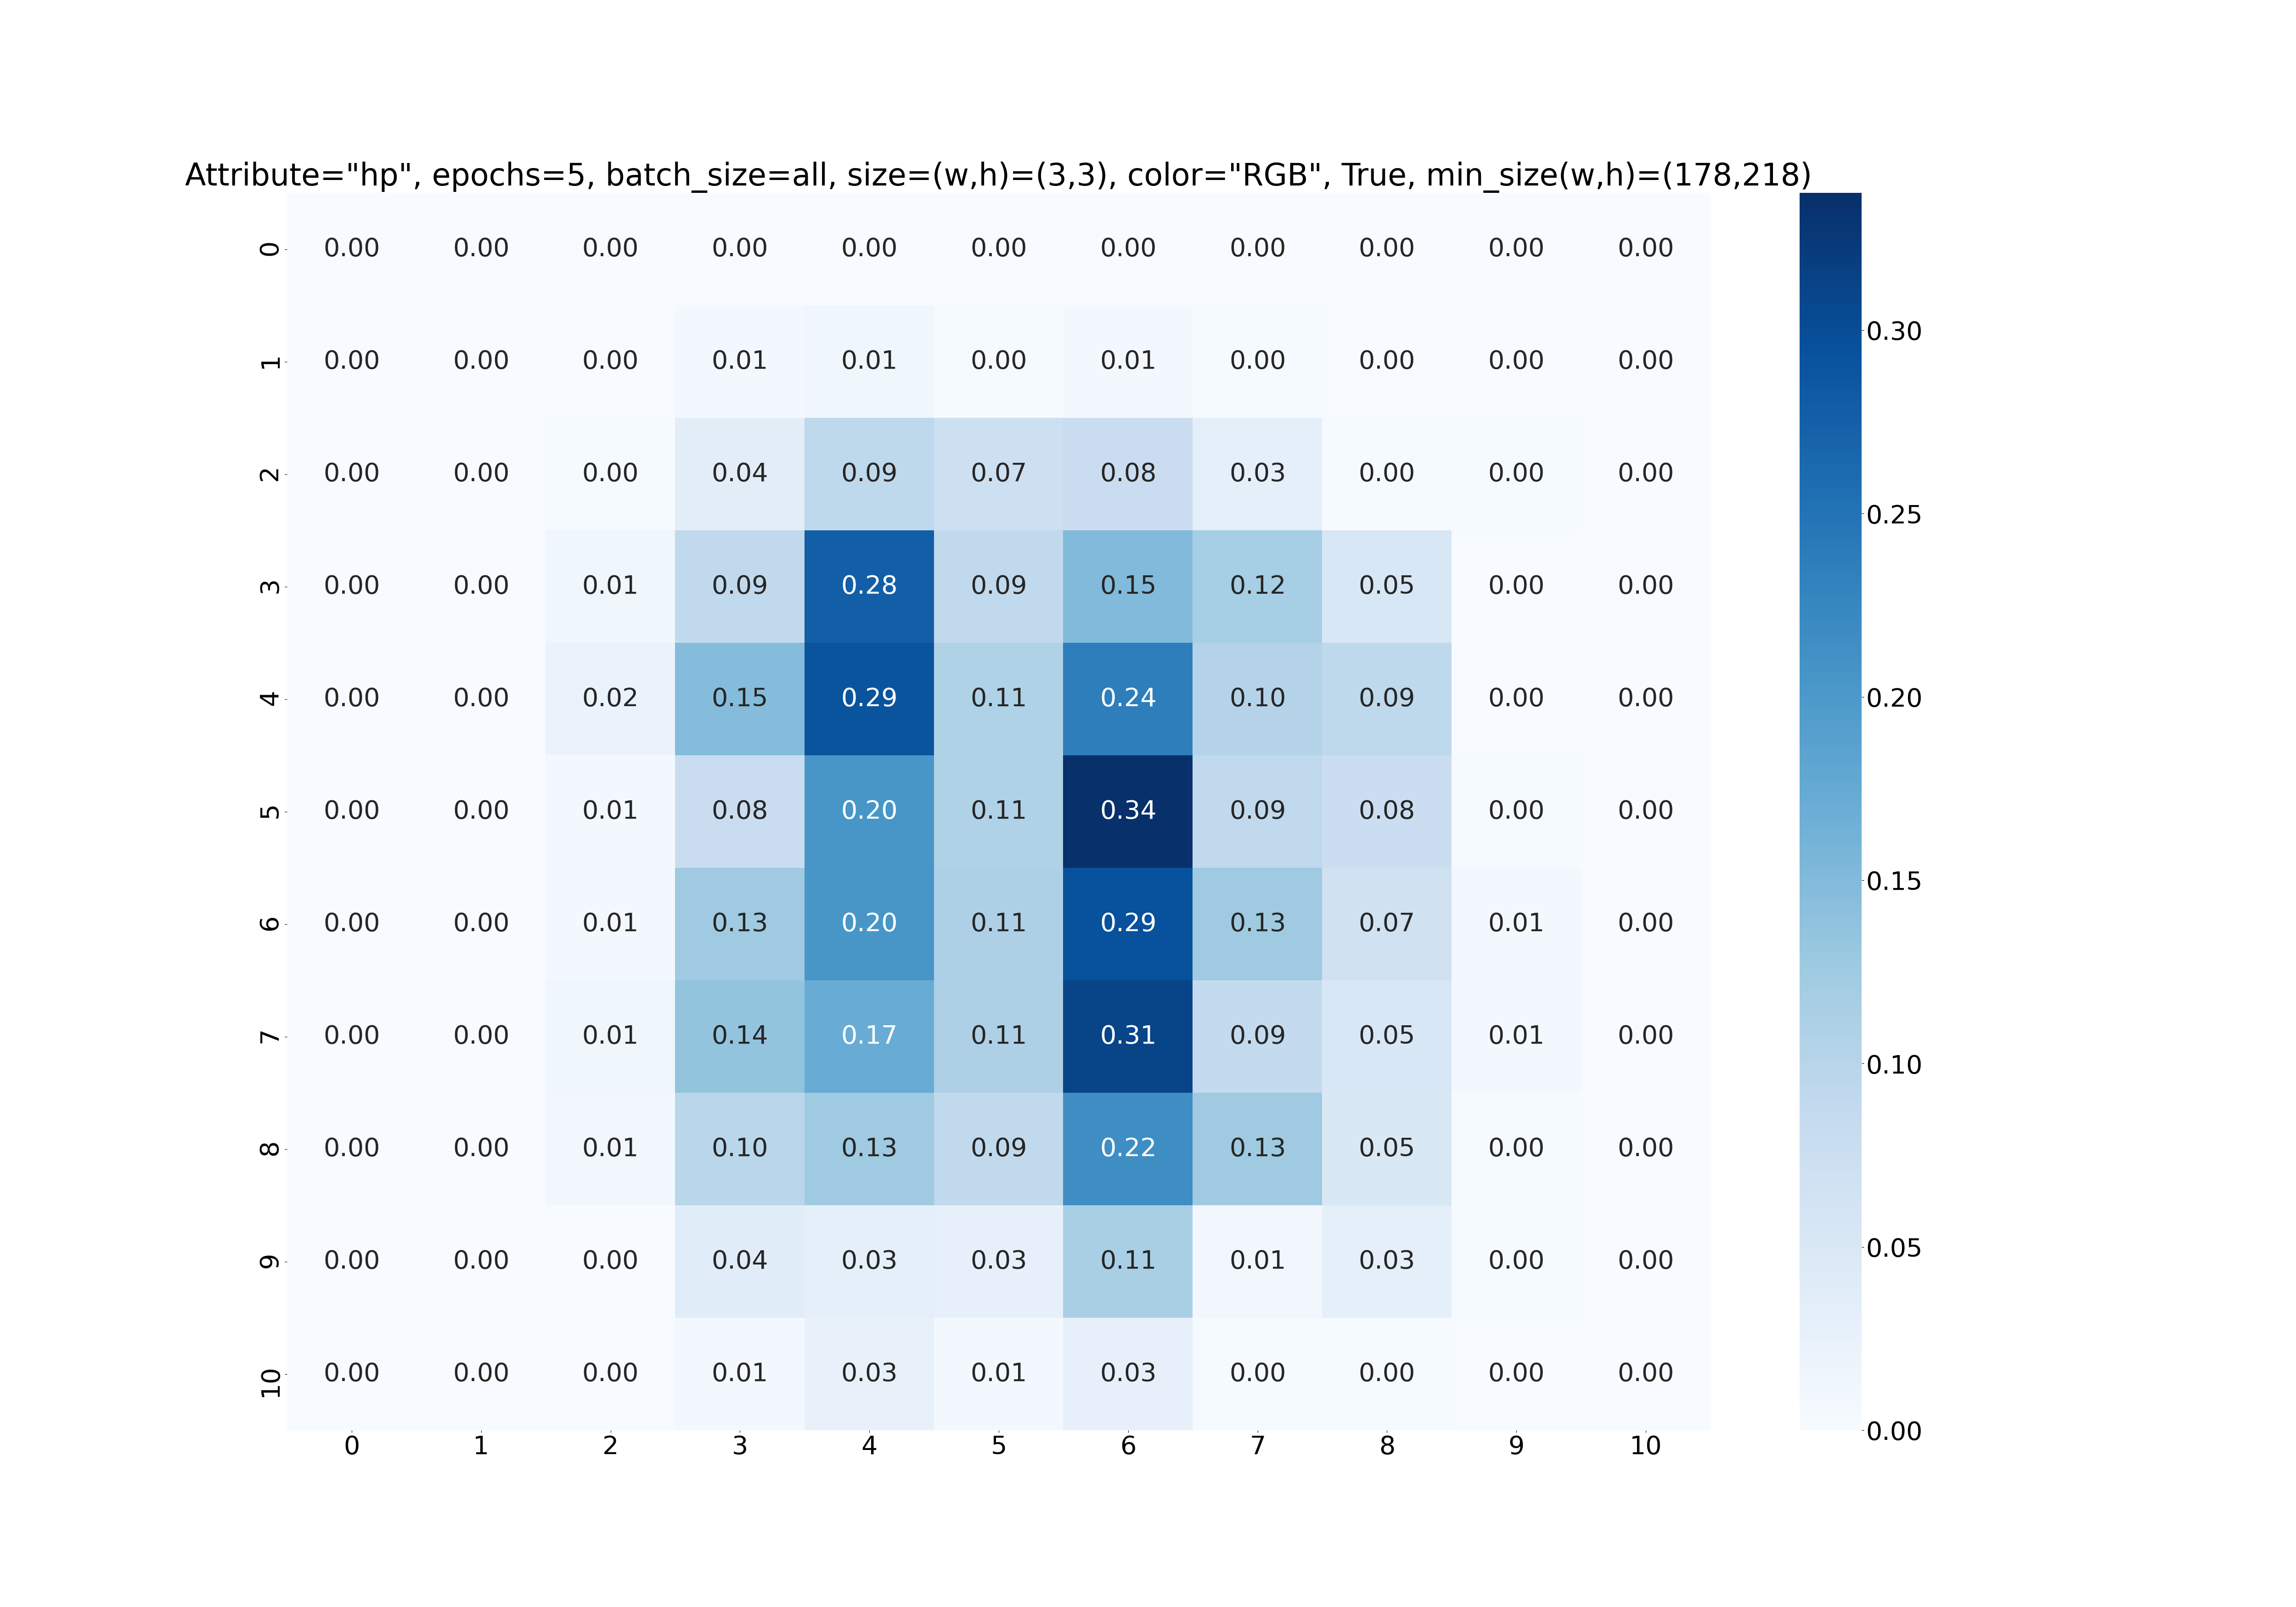 Attribute="hp", epochs=5, batch_size=all, size=(w,h)=(3,3), color="RGB", True, min_size(w,h)=(178,218)
0 0.00 0.00 0.00 0.00 0.00 0.00 0.00 0.00 0.00 0.00 0.00
1 0.00 0.00 0.00 0.01 0.01 0.00 0.01 0.00 0.00 0.00 0.00
2 0.00 0.00 0.00 0.04 0.09 0.07 0.08 0.03 0.00 0.00 0.00
3 0.00 0.00 0.01 0.09 0.28 0.09 0.15 0.12 0.05 0.00 0.00
4 0.00 0.00 0.02 0.15 0.29 0.11 0.24 0.10 0.09 0.00 0.00
5 0.00 0.00 0.01 0.08 0.20 0.11 0.34 0.09 0.08 0.00 0.00
6 0.00 0.00 0.01 0.13 0.20 0.11 0.29 0.13 0.07 0.01 0.00
7 0.00 0.00 0.01 0.14 0.17 0.11 0.31 0.09 0.05 0.01 0.00
8 0.00 0.00 0.01 0.10 0.13 0.09 0.22 0.13 0.05 0.00 0.00
9 0.00 0.00 0.00 0.04 0.03 0.03 0.11 0.01 0.03 0.00 0.00
10 0.00 0.00 0.00 0.01 0.03 0.01 0.03 0.00 0.00 0.00 0.00
0 1 2 3 4 5 6 7 8 9 10
0.30
0.25
0.20
0.15
0.10
0.05
0.00